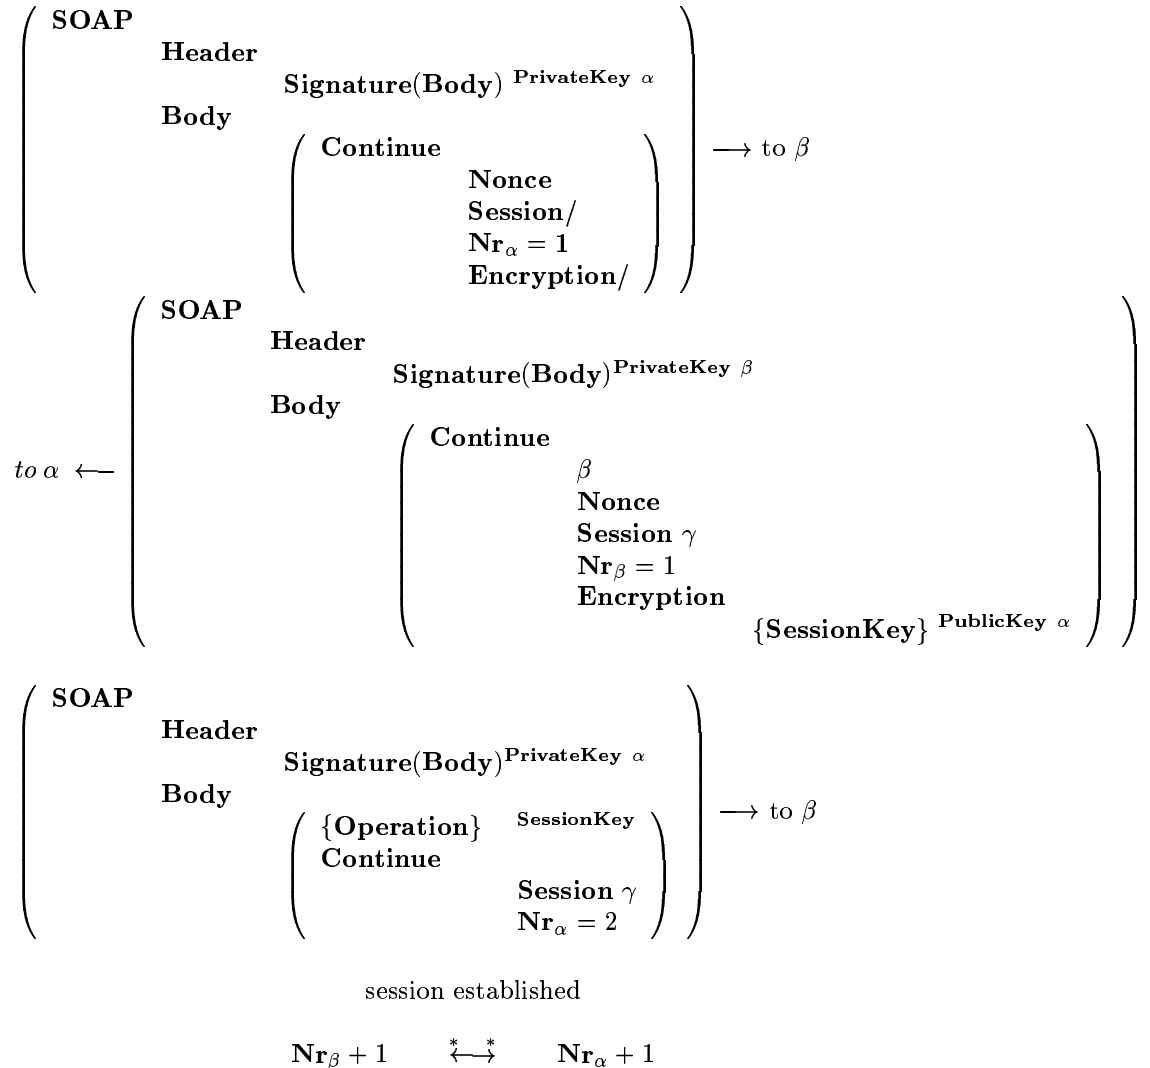 SOAP
Header
Signature(Body) PrivateKey α
Body
Continue
Nonce
Session/
Nr_α = 1
Encryption/
⟶ to β
to α ⟵
SOAP
Header
Signature(Body)^PrivateKey β
Body
Continue
β
Nonce
Session γ
Nr_β = 1
Encryption
{SessionKey} PublicKey α
SOAP
Header
Signature(Body)^PrivateKey α
Body
{Operation} SessionKey
Continue
Session γ
Nr_α = 2
⟶ to β
session established
Nr_β + 1 *⟵⟶* Nr_α + 1